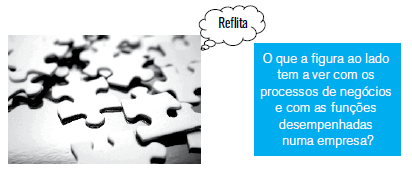 Reflita
O que a figura ao lado
tem a ver com os
processos de negócios
e com as funções
desempenhadas
numa empresa?